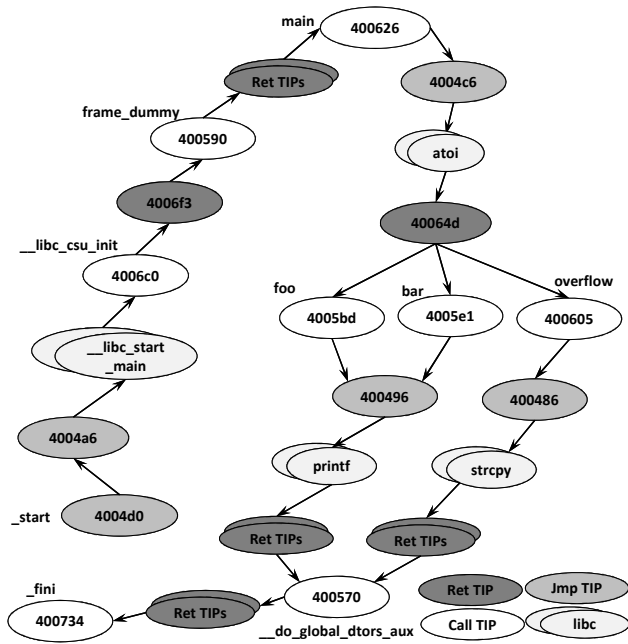 main
400626
Ret TIPs
4004c6
frame_dummy
400590
atoi
4006f3
40064d
__libc_csu_init
4006c0
foo
bar
overflow
4005bd
4005e1
400605
__libc_start
_main
400496
400486
4004a6
printf
strcpy
_start
4004d0
Ret TIPs
Ret TIPs
_fini
400570
Ret TIP
Jmp TIP
400734
Ret TIPs
Call TIP
libc
__do_global_dtors_aux